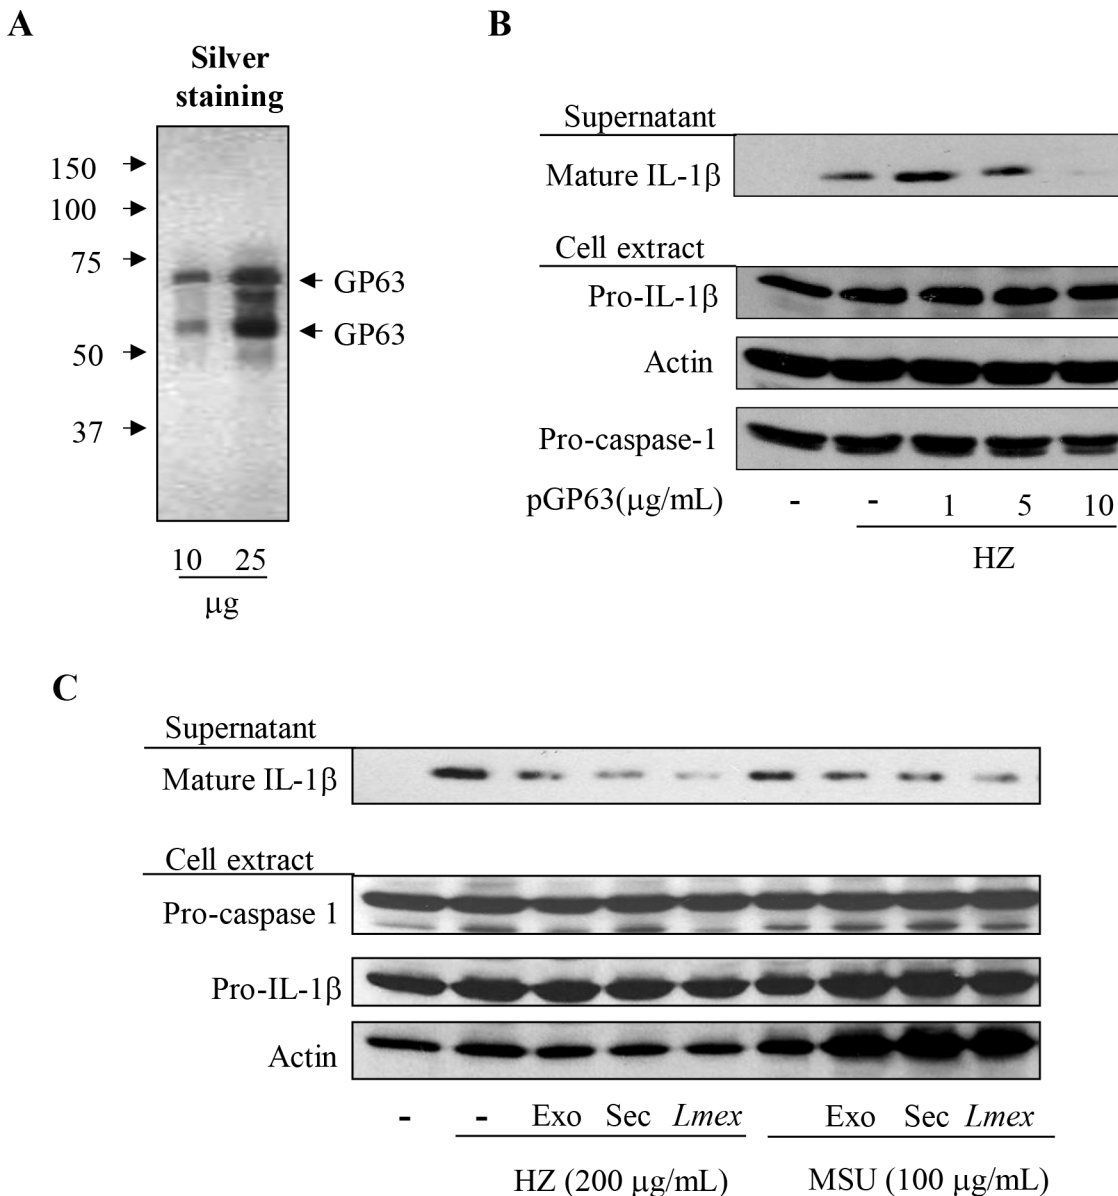 A
Silver
staining
150
100
75
50
37
GP63
GP63
10 25
µg
B
Supernatant
Mature IL-1β
Cell extract
Pro-IL-1β
Actin
Pro-caspase-1
pGP63(µg/mL) - - 1 5 10
HZ
C
Supernatant
Mature IL-1β
Cell extract
Pro-caspase 1
Pro-IL-1β
Actin
- - Exo Sec Lmex Exo Sec Lmex
HZ (200 µg/mL) MSU (100 µg/mL)